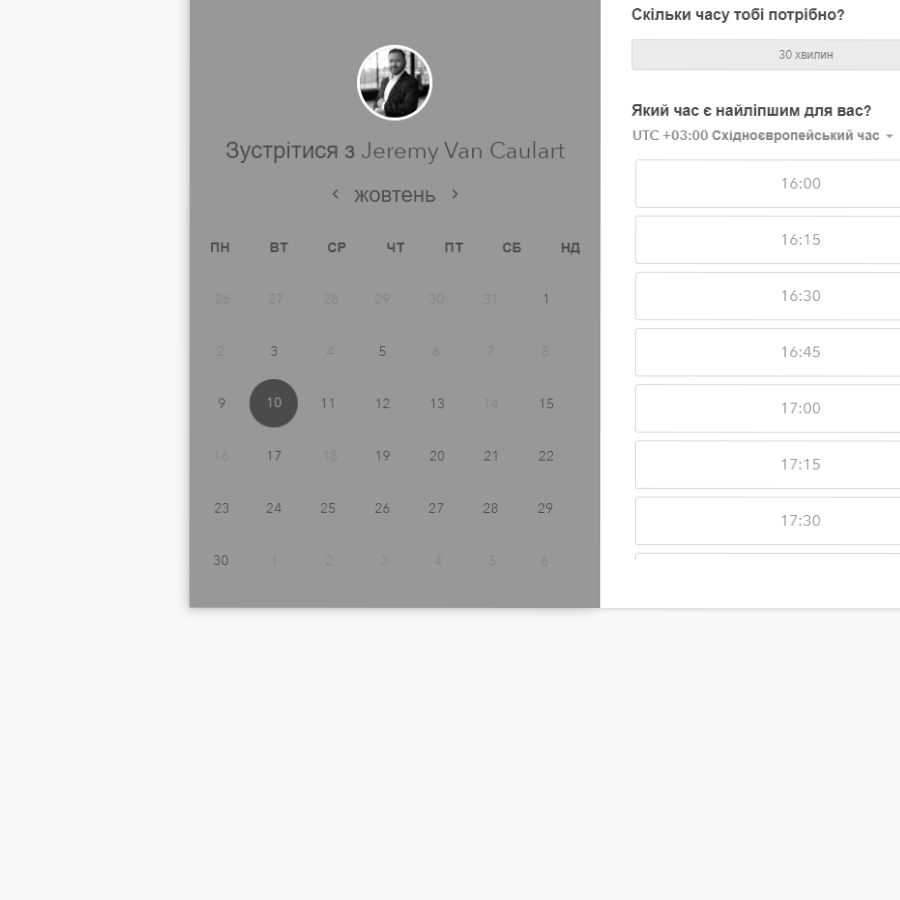 Зустрітися з Jeremy Van Caulart
жовтень
ПН ВТ СР ЧТ ПТ СБ НД
26 27 28 29 30 31 1
2 3 4 5 6 7 8
9 10 11 12 13 14 15
16 17 18 19 20 21 22
23 24 25 26 27 28 29
30 1 2 3 4 5 6
Скільки часу тобі потрібно?
30 хвилин
Який час є найліпшим для вас?
UTC +03:00 Східноєвропейський час
16:00
16:15
16:30
16:45
17:00
17:15
17:30